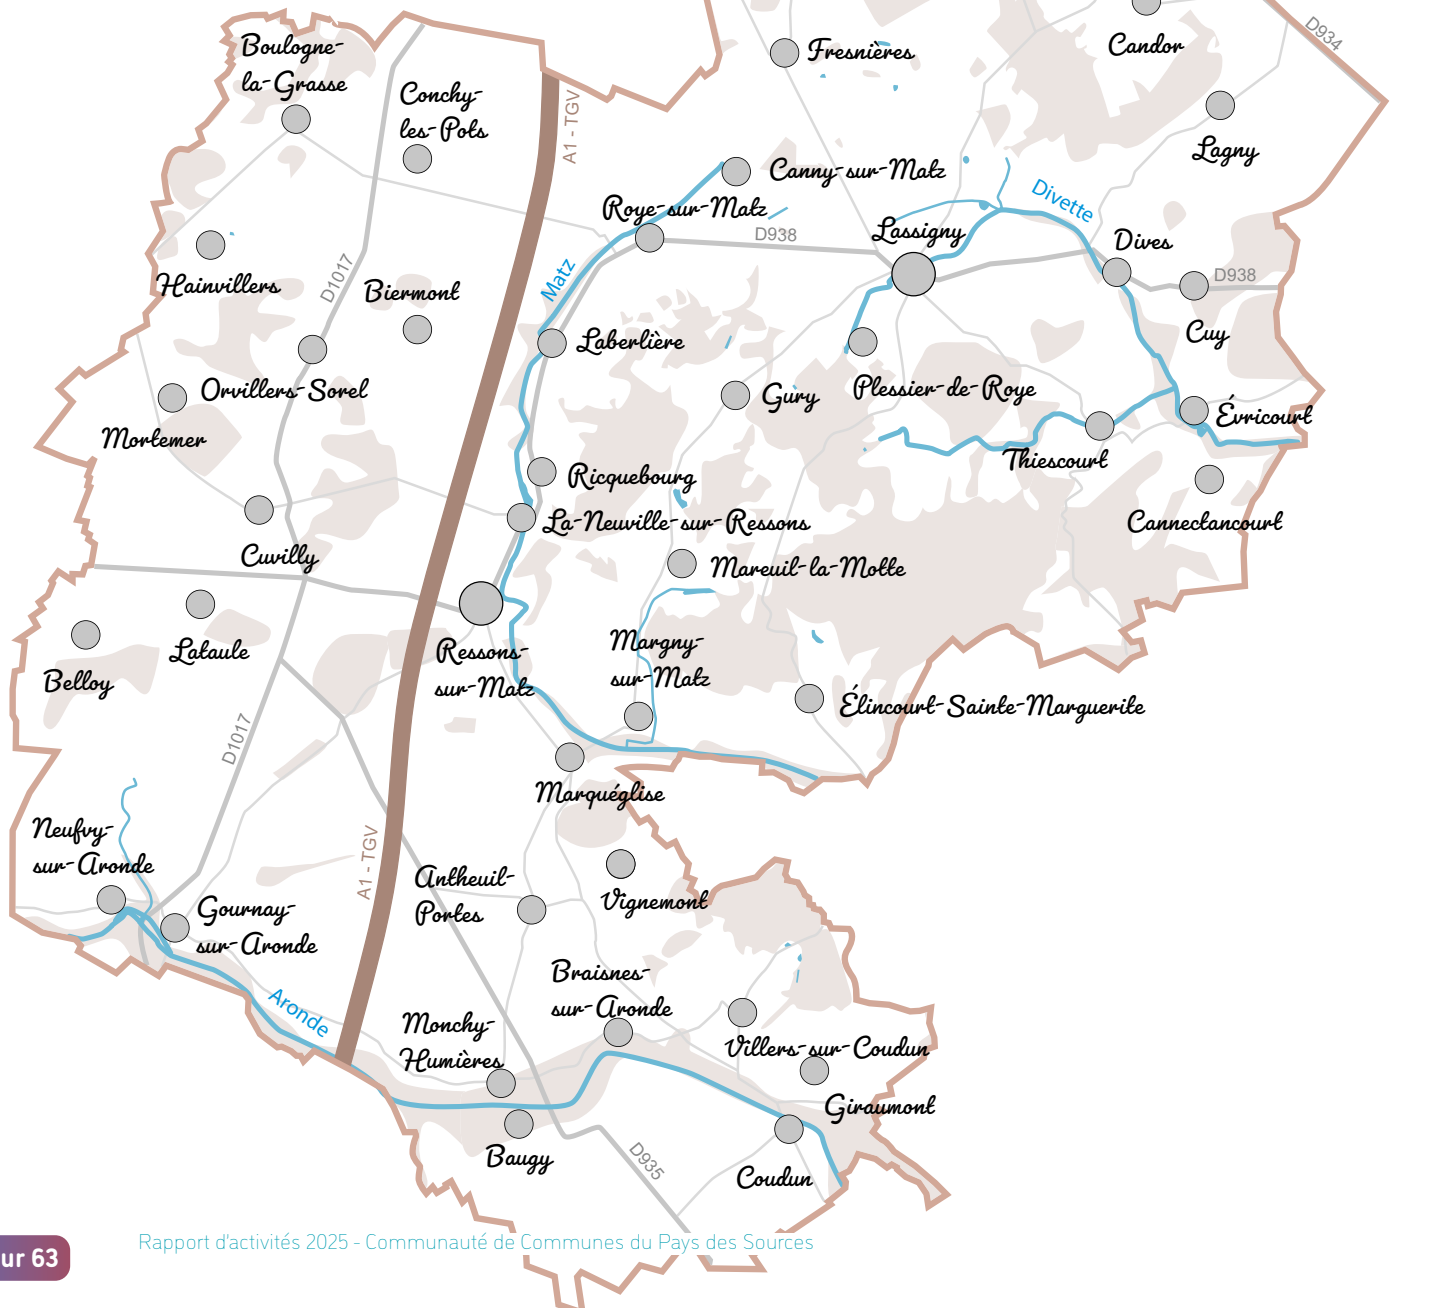 Boulogne-
la-Grasse
Conchy-
les-Pots
A1 - TGV
Fresnières
Candor
D934
Lagny
Canny-sur-Matz
Roye-sur-Matz
D938
Lassigny
Divette
Dives
D938
Cuy
Hainvillers
D1017
Biermont
Matz
Laberlière
Orvillers-Sorel
Mortemer
Gury
Plessier-de-Roye
Évricourt
Thiescourt
Ricquebourg
La-Neuville-sur-Ressons
Cannectancourt
Cuvilly
Mareuil-la-Motte
Lataule
Belloy
Ressons-
sur-Matz
Margny-
sur-Matz
Élincourt-Sainte-Marguerite
D1017
Marquéglise
Neufvy-
sur-Aronde
A1 - TGV
Antheuil-
Portes
Vignemont
Gournay-
sur-Aronde
Braisnes-
sur-Aronde
Aronde
Monchy-
Humières
Villers-sur-Coudun
Giraumont
Baugy
D935
Coudun
Rapport d'activités 2025 - Communauté de Communes du Pays des Sources
ur 63